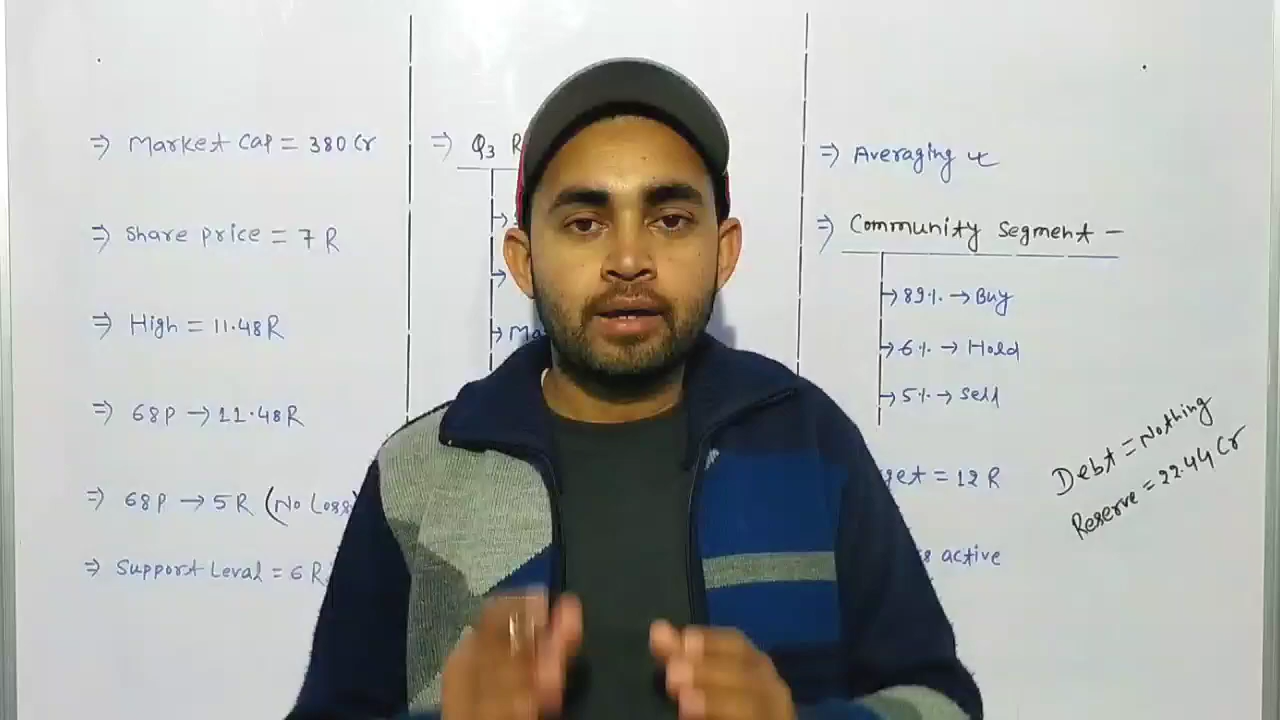 ⇒ Market Cap = 380 Cr
⇒ Share price = 7 R
⇒ High = 11.48 R
⇒ 68 P → 11.48 R
⇒ 68 P → 5 R (No Loss
⇒ Support Leval = 6 R
⇒ Q3 R
→ Ma
⇒ Averaging
⇒ Community Segment -
→ 89% → Buy
→ 6% → Hold
→ 5% → Sell
get = 12 R
active
Debt = Nothing
Reserve = 22.44 Cr